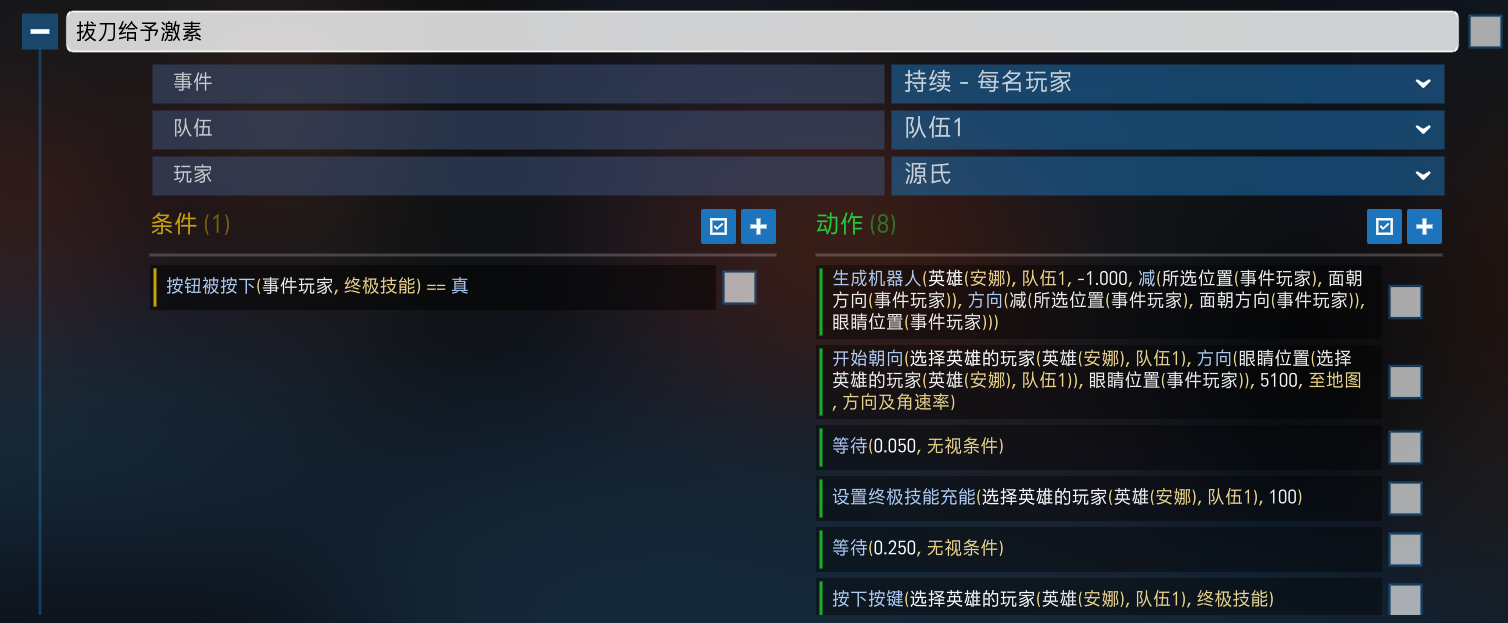 拔刀给予激素
事件
持续 - 每名玩家
队伍
队伍1
玩家
源氏
条件 (1)
动作 (8)
按钮被按下(事件玩家, 终极技能) == 真
生成机器人(英雄(安娜), 队伍1, -1.000, 减(所选位置(事件玩家), 面朝
方向(事件玩家)), 方向(减(所选位置(事件玩家), 面朝方向(事件玩家)),
眼睛位置(事件玩家)))
开始朝向(选择英雄的玩家(英雄(安娜), 队伍1), 方向(眼睛位置(选择
英雄的玩家(英雄(安娜), 队伍1)), 眼睛位置(事件玩家)), 5100, 至地图
, 方向及角速率)
等待(0.050, 无视条件)
设置终极技能充能(选择英雄的玩家(英雄(安娜), 队伍1), 100)
等待(0.250, 无视条件)
按下按键(选择英雄的玩家(英雄(安娜), 队伍1), 终极技能)